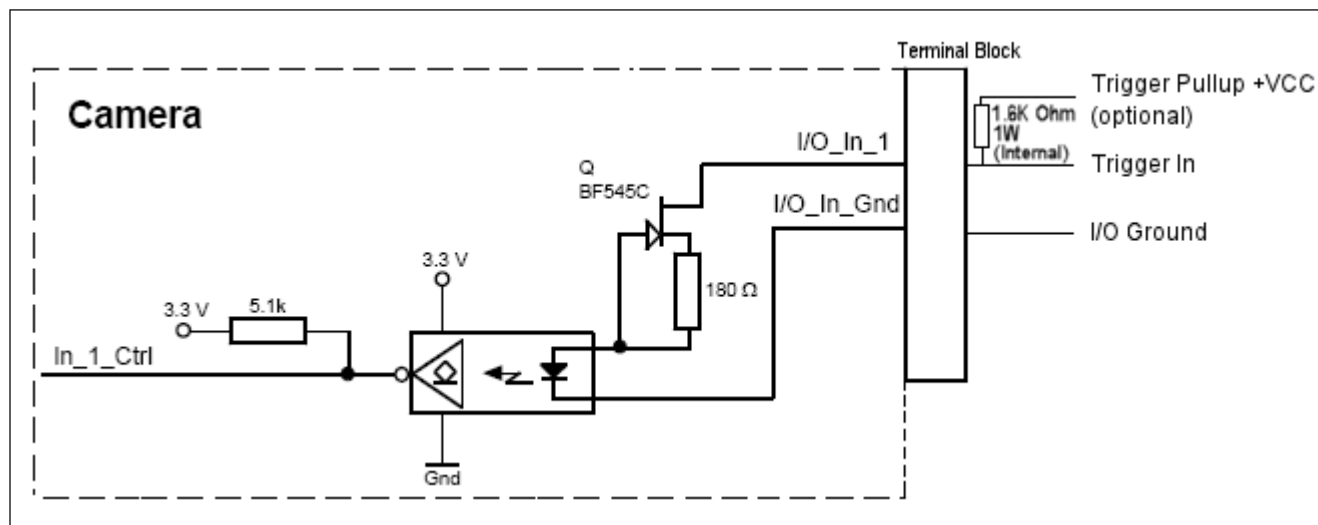 Terminal Block
Camera
Trigger Pullup +VCC
(optional)
1.6K Ohm
1W
(Internal)
I/O_In_1
Trigger In
Q
BF545C
I/O_In_Gnd
I/O Ground
3.3 V
180 Ω
3.3 V
5.1k
In_1_Ctrl
Gnd